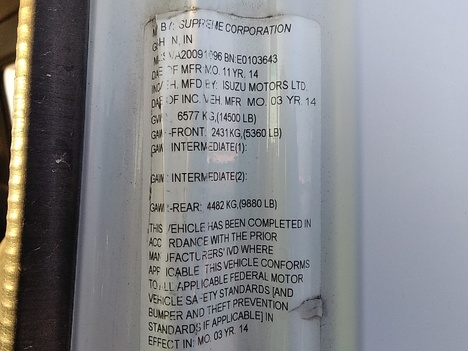 BY: SUPREME CORPORATION
IN
BN:E0103643
OF MFR MO. 11 YR. 14
MFD BY: ISUZU MOTORS LTD.
OF INC. VEH. MFR MO. 03 YR. 14
6577 KG,(14500 LB)
-FRONT: 2431 KG,(5360 LB)
INTERMEDIATE(1):
INTERMEDIATE(2):
-REAR: 4482 KG,(9880 LB)
THIS VEHICLE HAS BEEN COMPLETED IN
ACCORDANCE WITH THE PRIOR
MANUFACTURERS' IVD WHERE
APPLICABLE. THIS VEHICLE CONFORMS
TO ALL APPLICABLE FEDERAL MOTOR
VEHICLE SAFETY STANDARDS [AND
BUMPER AND THEFT PREVENTION
STANDARDS IF APPLICABLE] IN
EFFECT IN: MO. 03 YR. 14